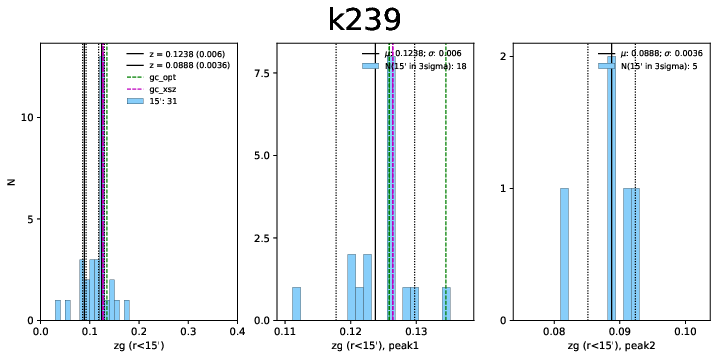 k239
z = 0.1238 (0.006)
z = 0.0888 (0.0036)
gc_opt
gc_xsz
15': 31
N
10
5
0
0.0 0.1 0.2 0.3 0.4
zg (r<15')
μ: 0.1238; σ: 0.006
N(15' in 3sigma): 18
7.5
5.0
2.5
0.0
0.11 0.12 0.13
zg (r<15'), peak1
μ: 0.0888; σ: 0.0036
N(15' in 3sigma): 5
2
1
0
0.08 0.09 0.10
zg (r<15'), peak2